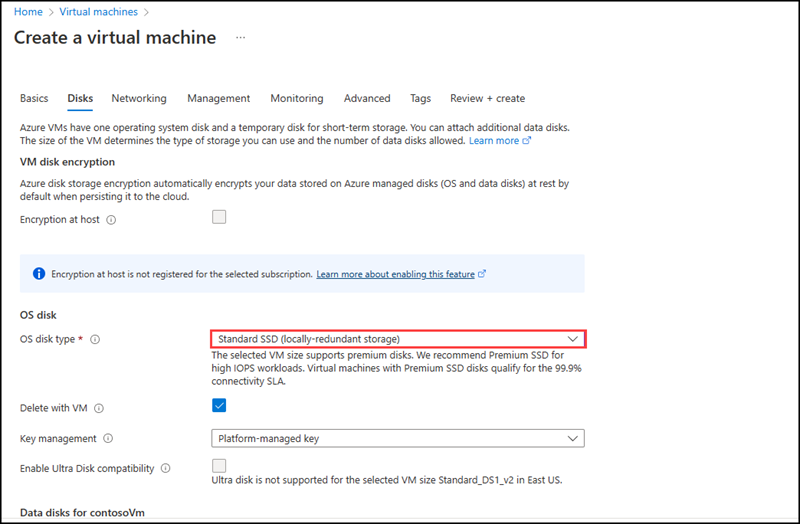 Home > Virtual machines >
Create a virtual machine ...
Basics Disks Networking Management Monitoring Advanced Tags Review + create
Azure VMs have one operating system disk and a temporary disk for short-term storage. You can attach additional data disks.
The size of the VM determines the type of storage you can use and the number of data disks allowed. Learn more
VM disk encryption
Azure disk storage encryption automatically encrypts your data stored on Azure managed disks (OS and data disks) at rest by
default when persisting it to the cloud.
Encryption at host
Encryption at host is not registered for the selected subscription. Learn more about enabling this feature
OS disk
OS disk type * Standard SSD (locally-redundant storage)
The selected VM size supports premium disks. We recommend Premium SSD for
high IOPS workloads. Virtual machines with Premium SSD disks qualify for the 99.9%
connectivity SLA.
Delete with VM
Key management Platform-managed key
Enable Ultra Disk compatibility
Ultra disk is not supported for the selected VM size Standard_DS1_v2 in East US.
Data disks for contosoVm